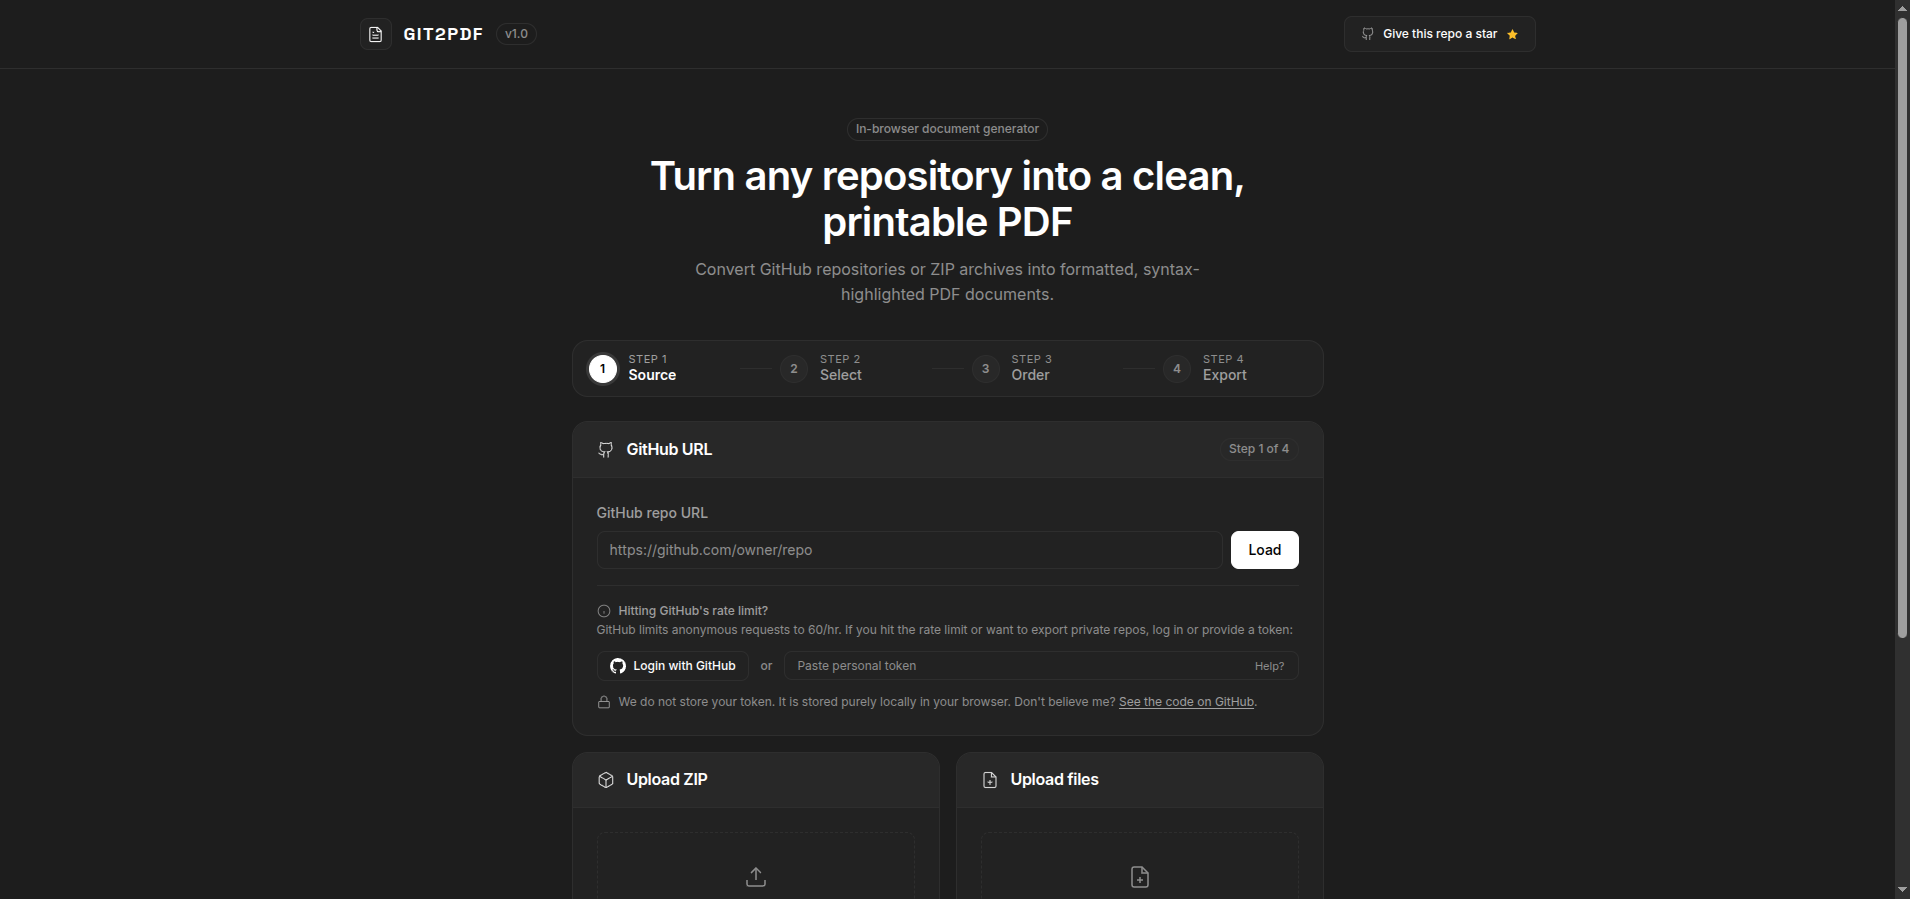 GIT2PDF v1.0
Give this repo a star
In-browser document generator
Turn any repository into a clean,
printable PDF
Convert GitHub repositories or ZIP archives into formatted, syntax-
highlighted PDF documents.
1 STEP 1 Source
2 STEP 2 Select
3 STEP 3 Order
4 STEP 4 Export
GitHub URL
Step 1 of 4
GitHub repo URL
https://github.com/owner/repo
Load
Hitting GitHub's rate limit?
GitHub limits anonymous requests to 60/hr. If you hit the rate limit or want to export private repos, log in or provide a token:
Login with GitHub or Paste personal token Help?
We do not store your token. It is stored purely locally in your browser. Don't believe me? See the code on GitHub.
Upload ZIP
Upload files